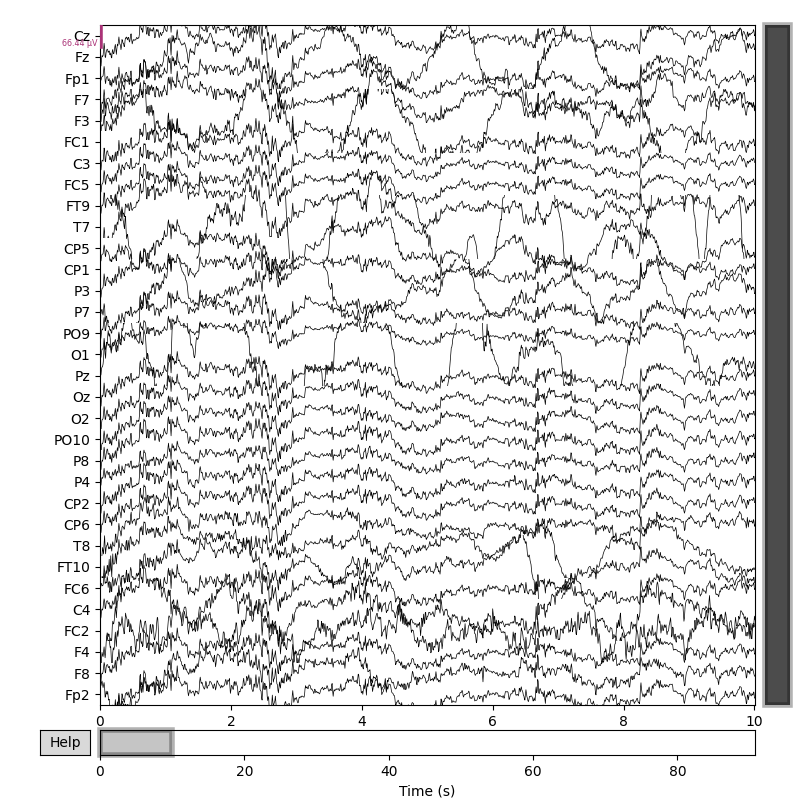 Cz
66.44 µV
Fz
Fp1
F7
F3
FC1
C3
FC5
FT9
T7
CP5
CP1
P3
P7
PO9
O1
Pz
Oz
O2
PO10
P8
P4
CP2
CP6
T8
FT10
FC6
C4
FC2
F4
F8
Fp2
0 2 4 6 8 10
Help
0 20 40 60 80
Time (s)